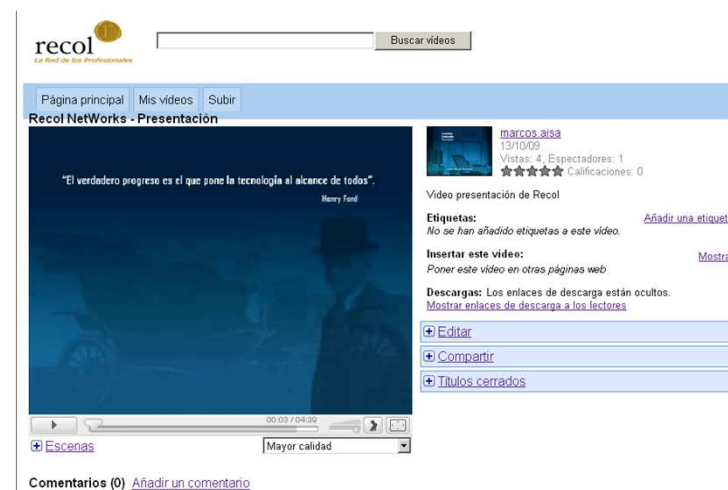 recol
La Red de los Profesionales
Buscar vídeos
Página principal Mis vídeos Subir
Recol NetWorks - Presentación
"El verdadero progreso es el que pone la tecnología al alcance de todos".
Henry Ford
00:03 / 04:39
Escenas
Mayor calidad
Comentarios (0) Añadir un comentario
marcos.aisa
13/10/09
Vistas: 4, Espectadores: 1
Calificaciones: 0
Video presentación de Recol
Etiquetas: Añadir una etiquet
No se han añadido etiquetas a este vídeo.
Insertar este vídeo: Mostra
Poner este vídeo en otras páginas web
Descargas: Los enlaces de descarga están ocultos.
Mostrar enlaces de descarga a los lectores
Editar
Compartir
Títulos cerrados